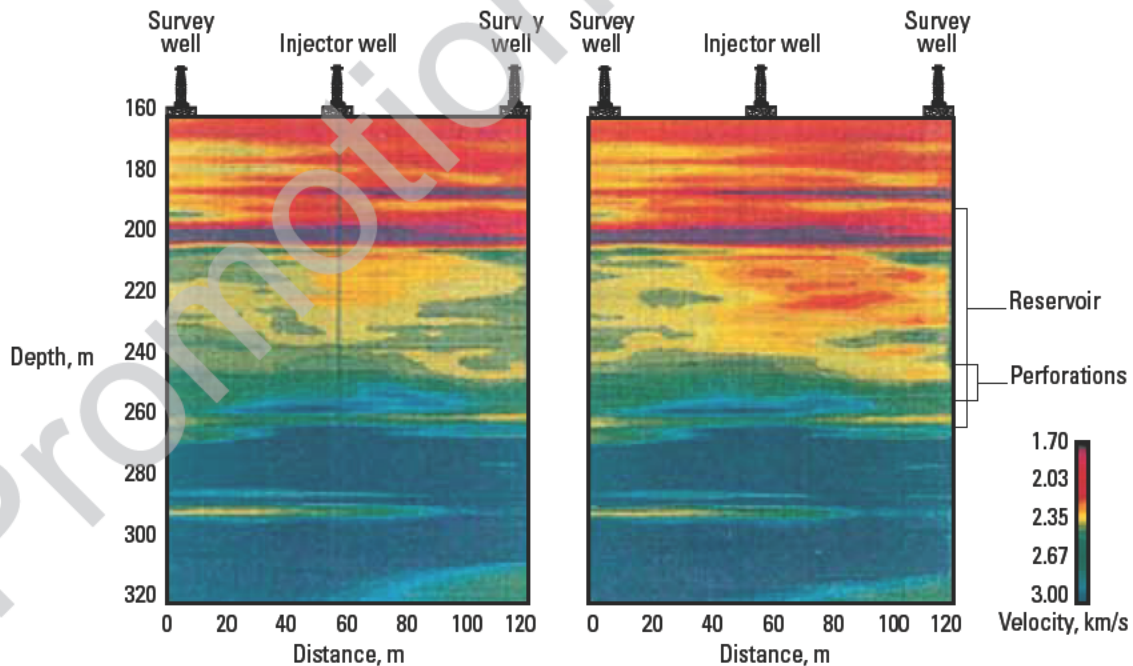 Survey
well
Injector well
Survey
well
Survey
well
Injector well
Survey
well
160
180
200
220
240
260
280
300
320
Depth, m
0 20 40 60 80 100 120
Distance, m
0 20 40 60 80 100 120
Distance, m
Reservoir
Perforations
1.70
2.03
2.35
2.67
3.00
Velocity, km/s
Promotion